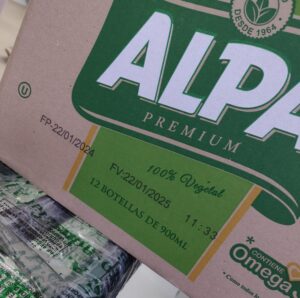 DESDE 1964
ALPA
PREMIUM
U
FP-22/01/2024
FV:22/01/2025 11:33
100% Vegetal
12 BOTELLAS DE 900ML
CONTIENE
Omega